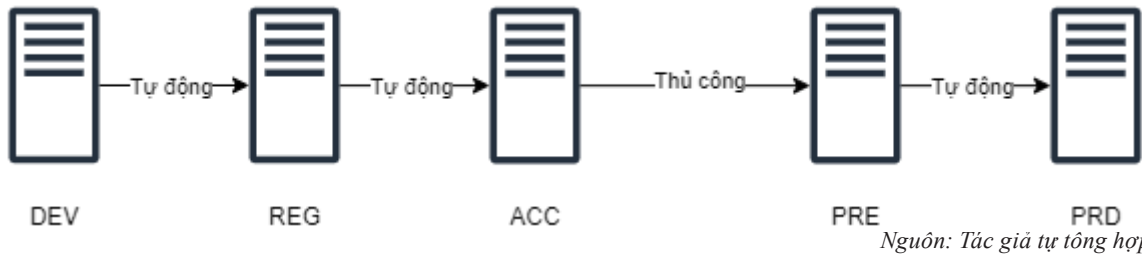 Tự động Tự động Thủ công Tự động
DEV REG ACC PRE PRD
Nguồn: Tác giả tự tổng hợp